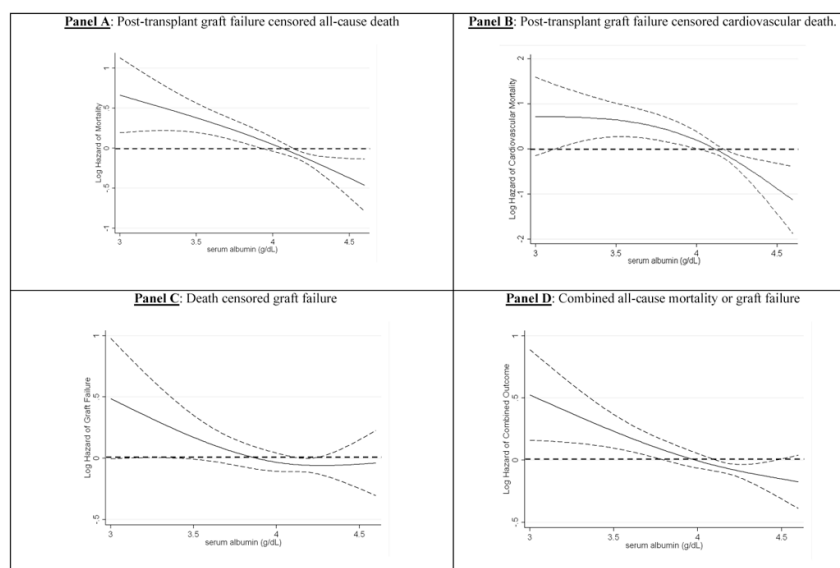 Panel A: Post-transplant graft failure censored all-cause death
Log Hazard of Mortality
1
.5
0
-.5
-1
3
3.5
4
4.5
serum albumin (g/dL)
Panel B: Post-transplant graft failure censored cardiovascular death.
Log Hazard of Cardiovascular Mortality
2
1
0
-1
-2
3
3.5
4
4.5
serum albumin (g/dL)
Panel C: Death censored graft failure
Log Hazard of Graft Failure
1
.5
0
-.5
3
3.5
4
4.5
serum albumin (g/dL)
Panel D: Combined all-cause mortality or graft failure
Log Hazard of Combined Outcome
1
.5
0
-.5
3
3.5
4
4.5
serum albumin (g/dL)